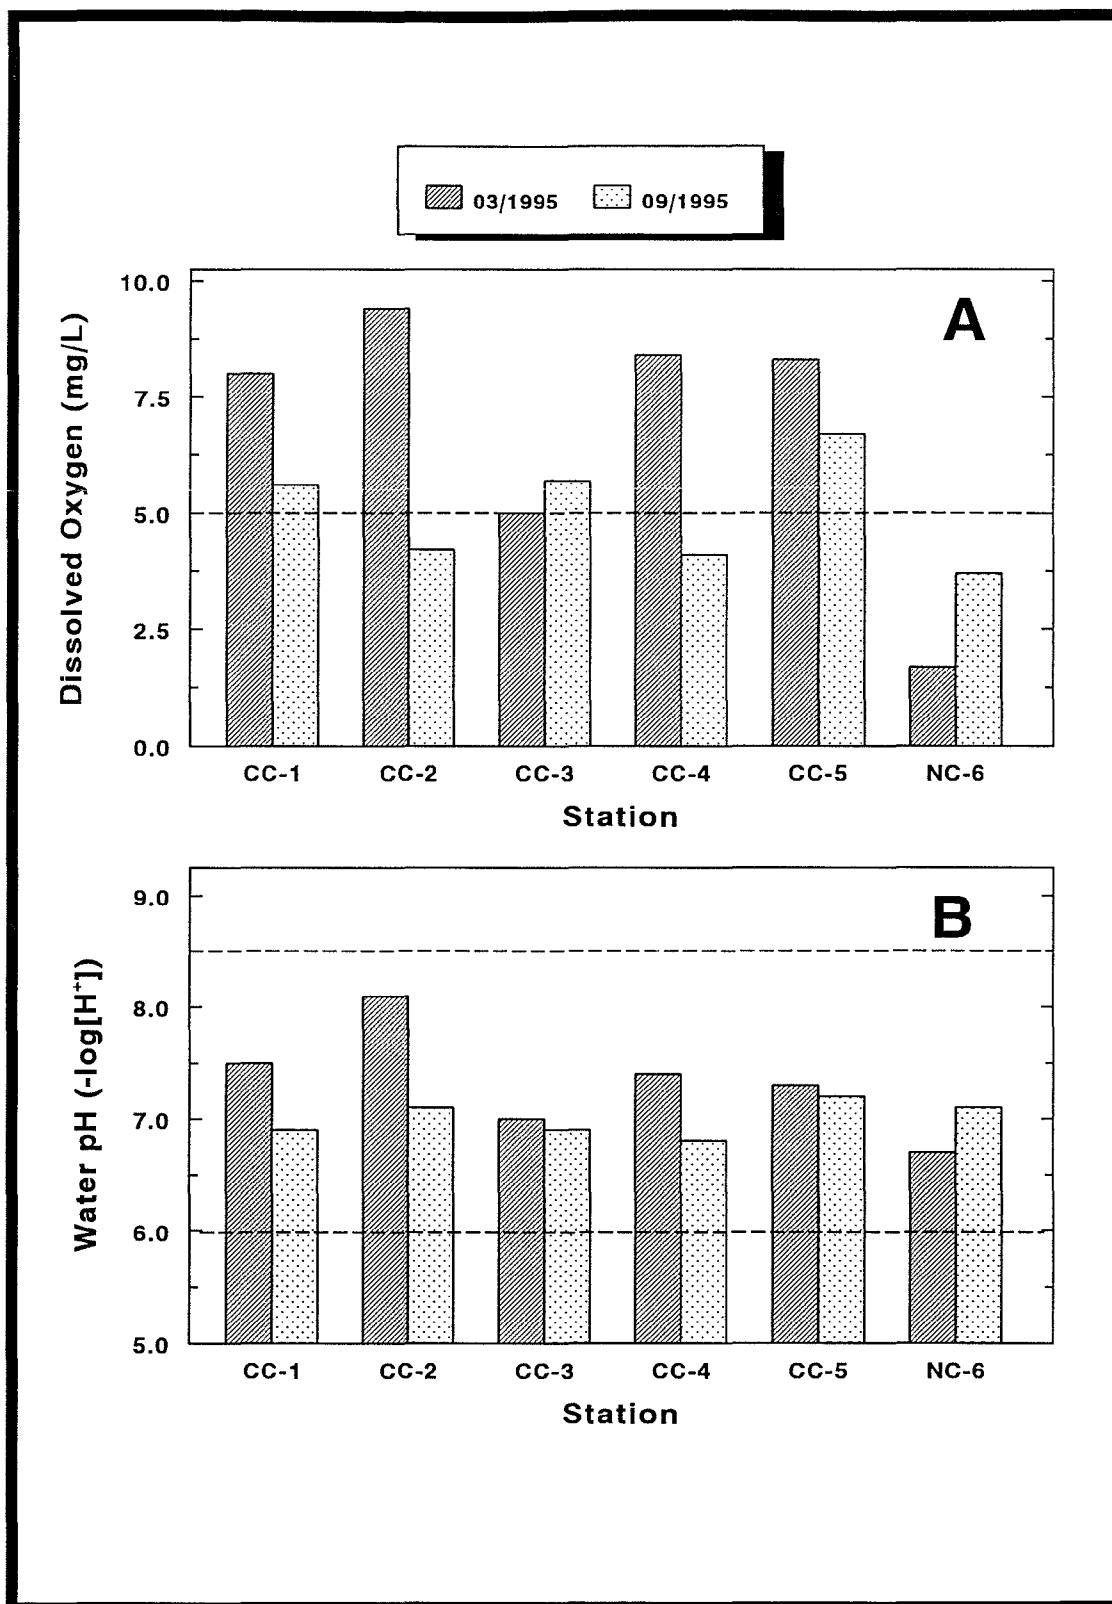 03/1995 09/1995
A
10.0
7.5
5.0
2.5
0.0
Dissolved Oxygen (mg/L)
CC-1 CC-2 CC-3 CC-4 CC-5 NC-6
Station
B
9.0
8.0
7.0
6.0
5.0
Water pH (-log[H⁺])
CC-1 CC-2 CC-3 CC-4 CC-5 NC-6
Station